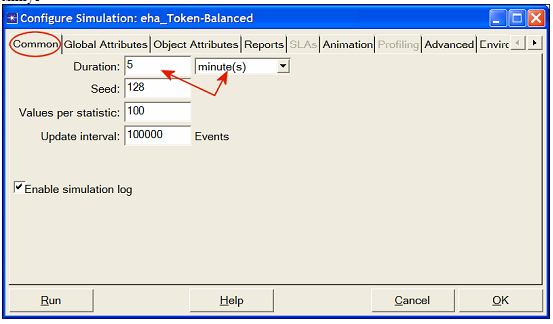 Configure Simulation: eha_Token-Balanced
Common Global Attributes Object Attributes Reports SLAs Animation Profiling Advanced Enviro
Duration: 5 minute(s)
Seed: 128
Values per statistic: 100
Update interval: 100000 Events
Enable simulation log
Run Help Cancel OK